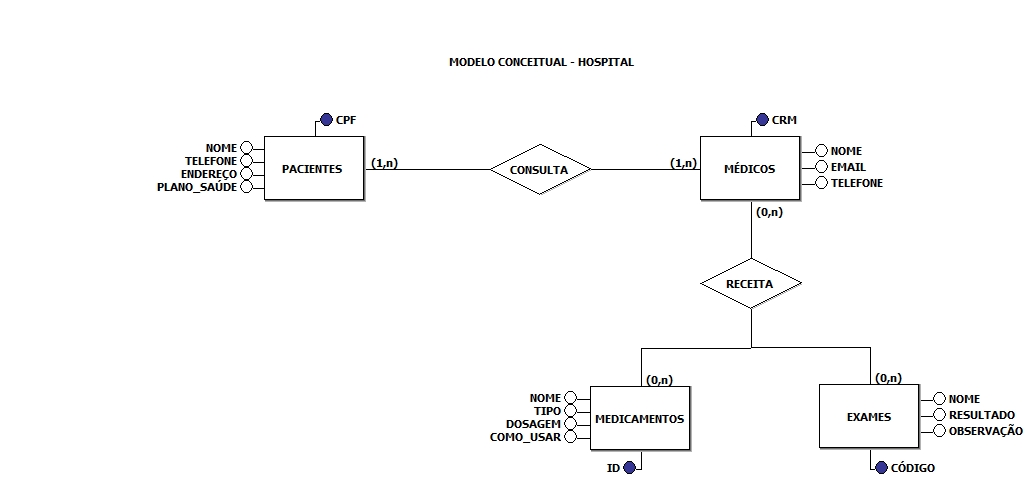 MODELO CONCEITUAL - HOSPITAL
CPF
CRM
NOME
TELEFONE
ENDEREÇO
PLANO_SAÚDE
PACIENTES
(1,n)
CONSULTA
(1,n)
MÉDICOS
NOME
EMAIL
TELEFONE
(0,n)
RECEITA
(0,n)
(0,n)
NOME
TIPO
DOSAGEM
COMO_USAR
MEDICAMENTOS
EXAMES
NOME
RESULTADO
OBSERVAÇÃO
ID
CÓDIGO